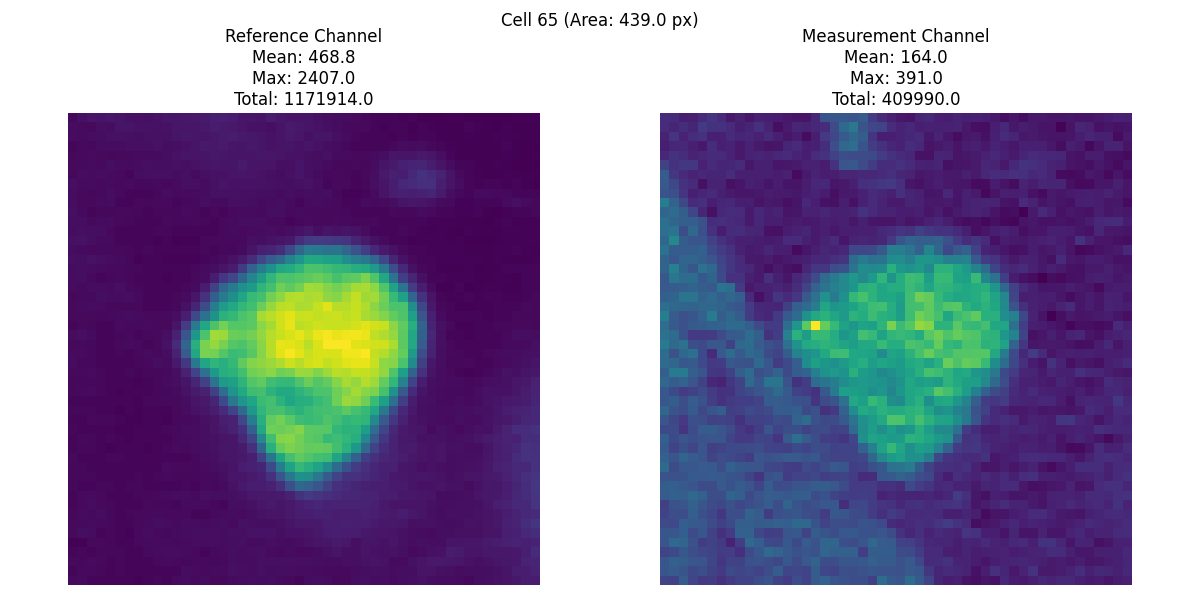 Cell 65 (Area: 439.0 px)
Reference Channel
Mean: 468.8
Max: 2407.0
Total: 1171914.0
Measurement Channel
Mean: 164.0
Max: 391.0
Total: 409990.0